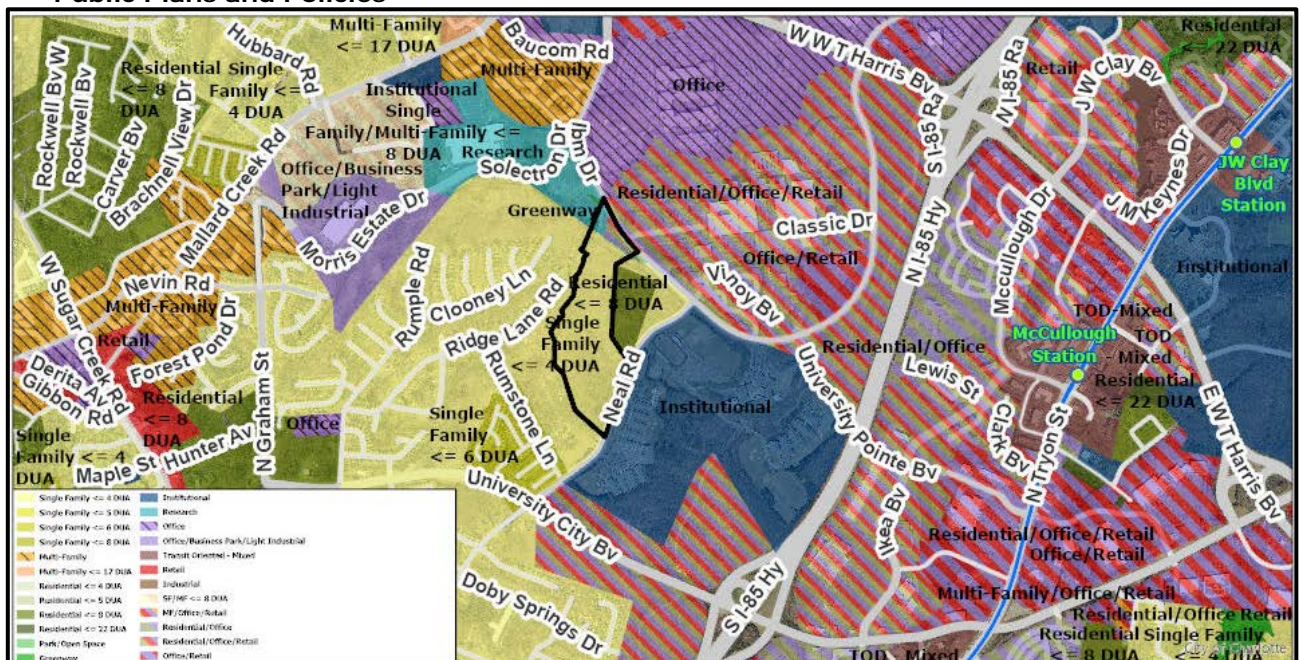 Public Plans and Policies
Rockwell Bv W
Rockwell Bv
Carver Bv
Brachnell View Dr
Residential
<= 8
DUA
Hubbard Rd
Single
Family <=
4 DUA
Multi-Family
<= 17 DUA
Baucom Rd
Multi-Family
Institutional
Single
Family/Multi-Family <=
8 DUA
Research
Solectron Dr
Ibm Dr
Office
W W T Harris Bv
S I-85 Ra
N I-85 Ra
Retail
J W Clay Bv
Residential
<= 22 DUA
JW Clay
Blvd
Station
J M Keynes Dr
Institutional
Mallard Creek Rd
Office/Business
Park/Light
Industrial
Morris Estate Dr
Greenway
Residential/Office/Retail
Classic Dr
Office/Retail
Vinoy Bv
N I-85 Hy
Mccullough Dr
TOD-Mixed
McCullough
Station
TOD
- Mixed
Residential
<= 22 DUA
W Sugar Creek Rd
Nevin Rd
Multi-Family
Retail
Forest Pond Dr
Derita Av
Gibbon Rd
Residential
<= 8
DUA
Single
Family <= 4
DUA
Maple St
Hunter Av
N Graham St
Office
Rumple Rd
Clooney Ln
Ridge Lane Rd
Rumstone Ln
Residential
<= 8 DUA
Single
Family
<= 4 DUA
Neal Rd
Institutional
Single
Family
<= 6 DUA
Residential/Office
Lewis St
Clark Bv
N Tryon St
E W T Harris Bv
University Pointe Bv
University City Bv
Ikea Bv
Residential/Office/Retail
Office/Retail
Multi-Family/Office/Retail
Residential/Office Retail
Residential
<= 8 DUA
Single Family
<= 4 DUA
Doby Springs Dr
S I-85 Hy
TOD - Mixed
City of Charlotte
Single Family <= 4 DUA
Single Family <= 5 DUA
Single Family <= 6 DUA
Single Family <= 8 DUA
Multi-Family
Multi-Family <= 17 DUA
Residential <= 4 DUA
Residential <= 5 DUA
Residential <= 8 DUA
Residential <= 22 DUA
Park/Open Space
Greenway
Institutional
Research
Office
Office/Business Park/Light Industrial
Transit Oriented - Mixed
Retail
Industrial
SF/MF <= 8 DUA
MF/Office/Retail
Residential/Office
Residential/Office/Retail
Office/Retail